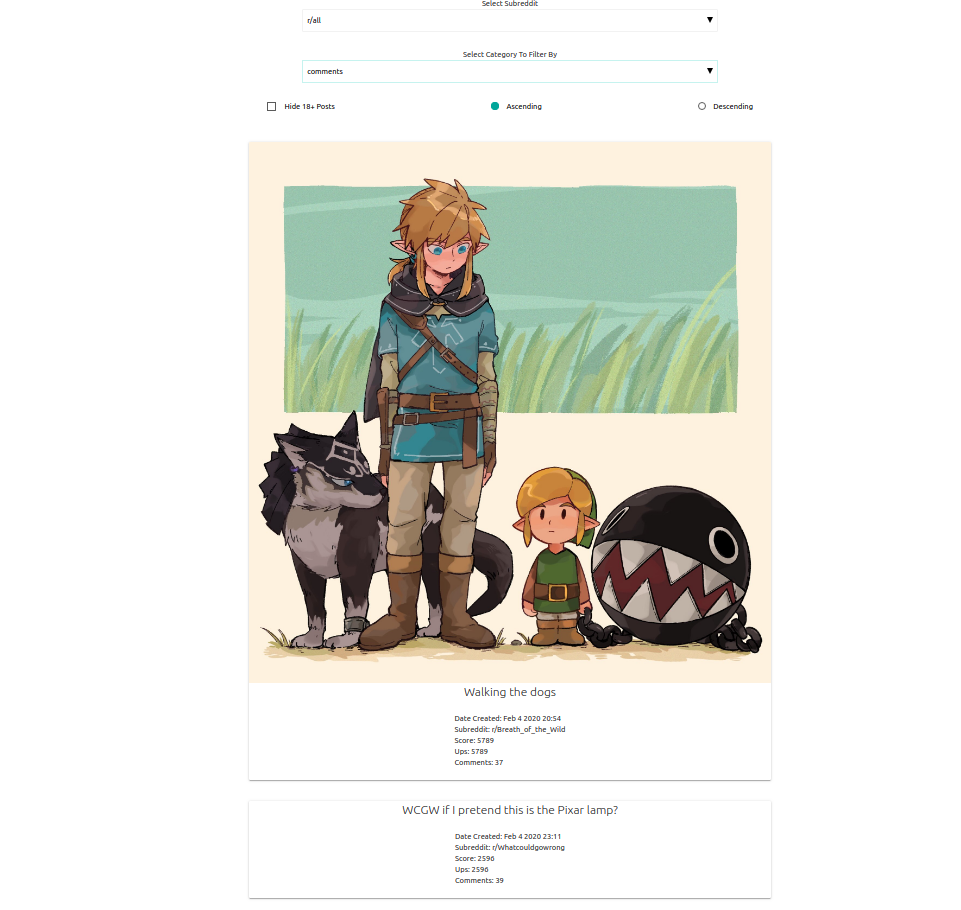 Select Subreddit
r/all
Select Category To Filter By
comments
Hide 18+ Posts
Ascending
Descending
Walking the dogs
Date Created: Feb 4 2020 20:54
Subreddit: r/Breath_of_the_Wild
Score: 5789
Ups: 5789
Comments: 37
WCGW if I pretend this is the Pixar lamp?
Date Created: Feb 4 2020 23:11
Subreddit: r/Whatcouldgowrong
Score: 2596
Ups: 2596
Comments: 39